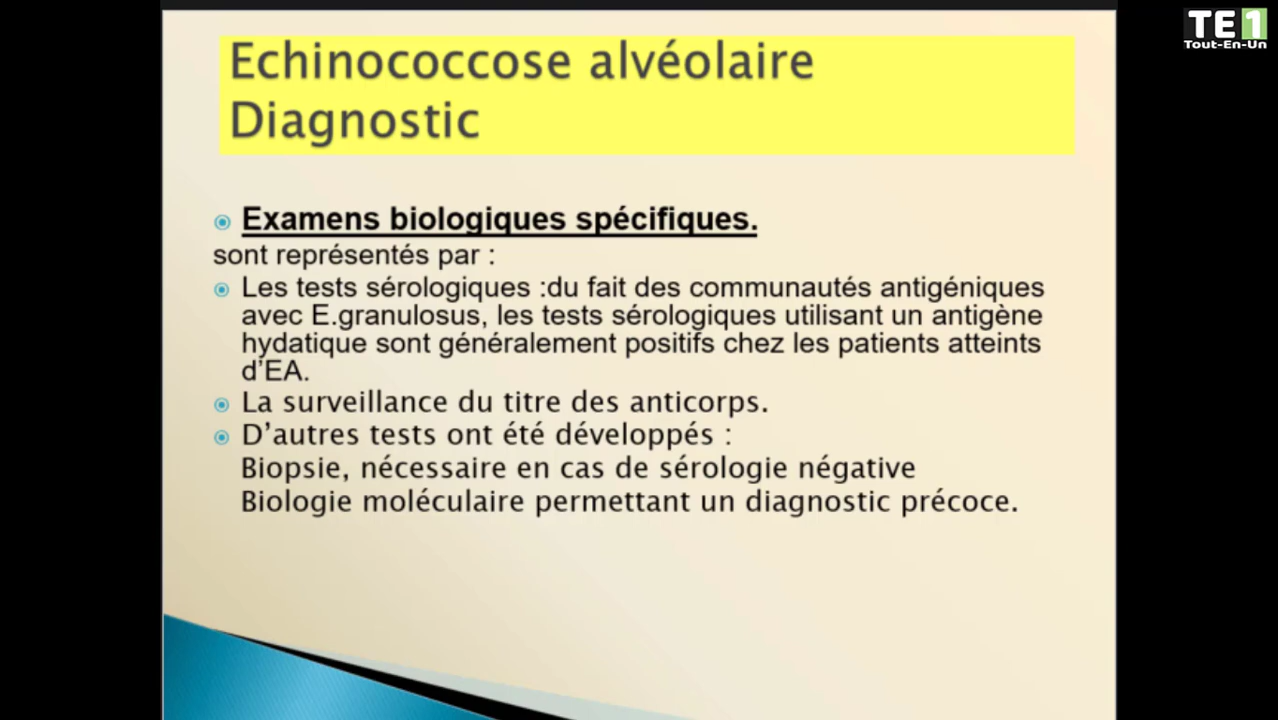 TE1
Tout-En-Un
Echinococcose alvéolaire
Diagnostic
Examens biologiques spécifiques.
sont représentés par :
Les tests sérologiques :du fait des communautés antigéniques
avec E.granulosus, les tests sérologiques utilisant un antigène
hydatique sont généralement positifs chez les patients atteints
d’EA.
La surveillance du titre des anticorps.
D’autres tests ont été développés :
Biopsie, nécessaire en cas de sérologie négative
Biologie moléculaire permettant un diagnostic précoce.